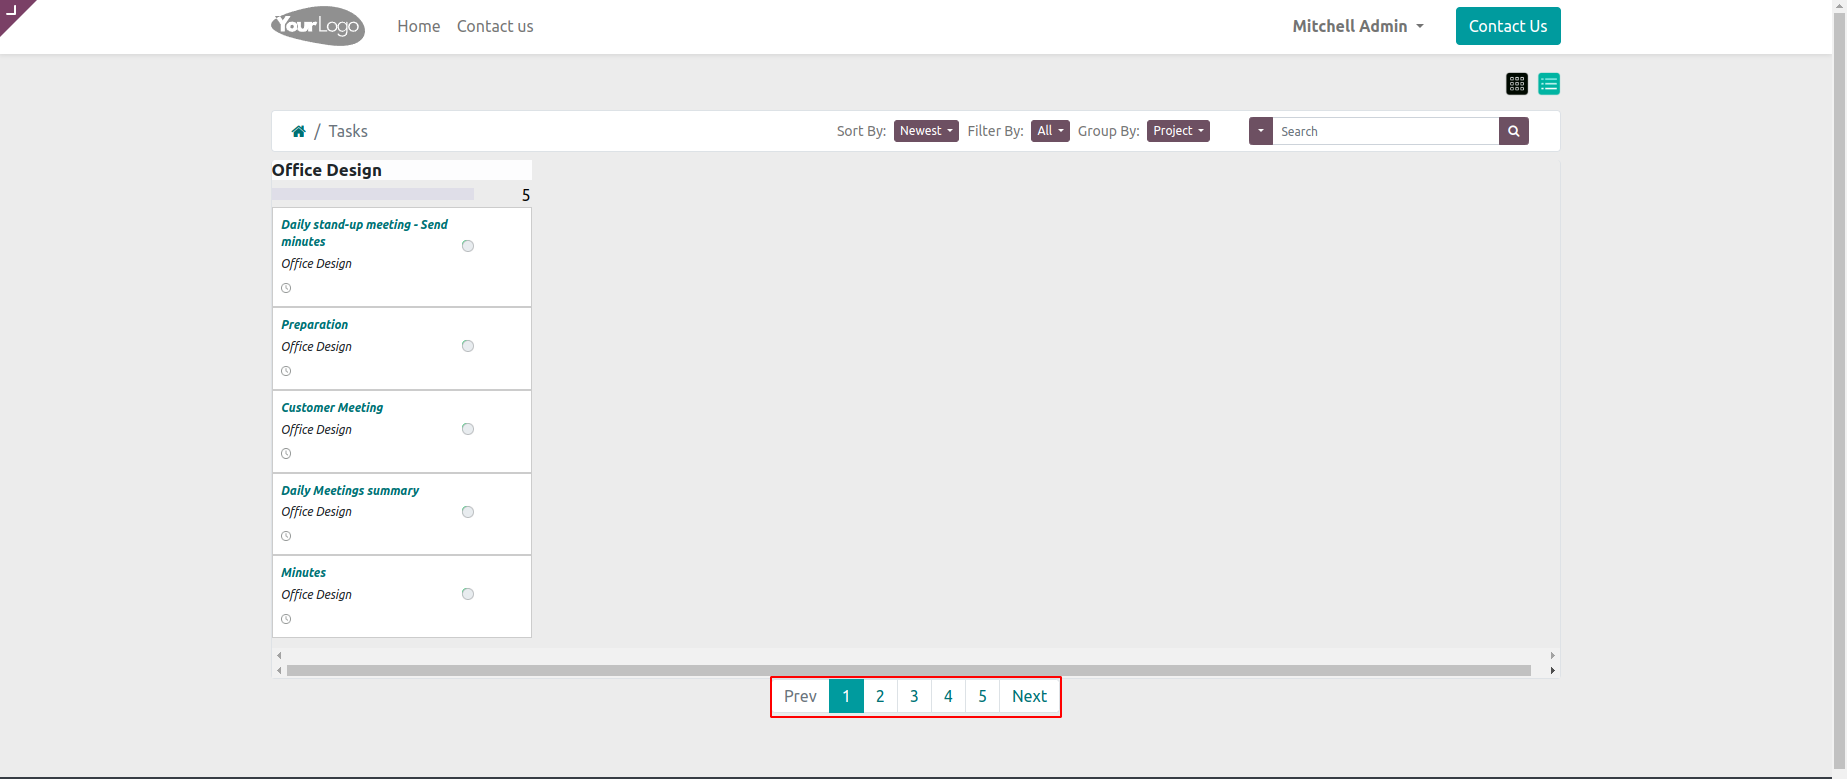 YourLogo Home Contact us Mitchell Admin Contact Us
/ Tasks Sort By: Newest Filter By: All Group By: Project Search
Office Design
5
Daily stand-up meeting - Send
minutes
Office Design
Preparation
Office Design
Customer Meeting
Office Design
Daily Meetings summary
Office Design
Minutes
Office Design
Prev 1 2 3 4 5 Next